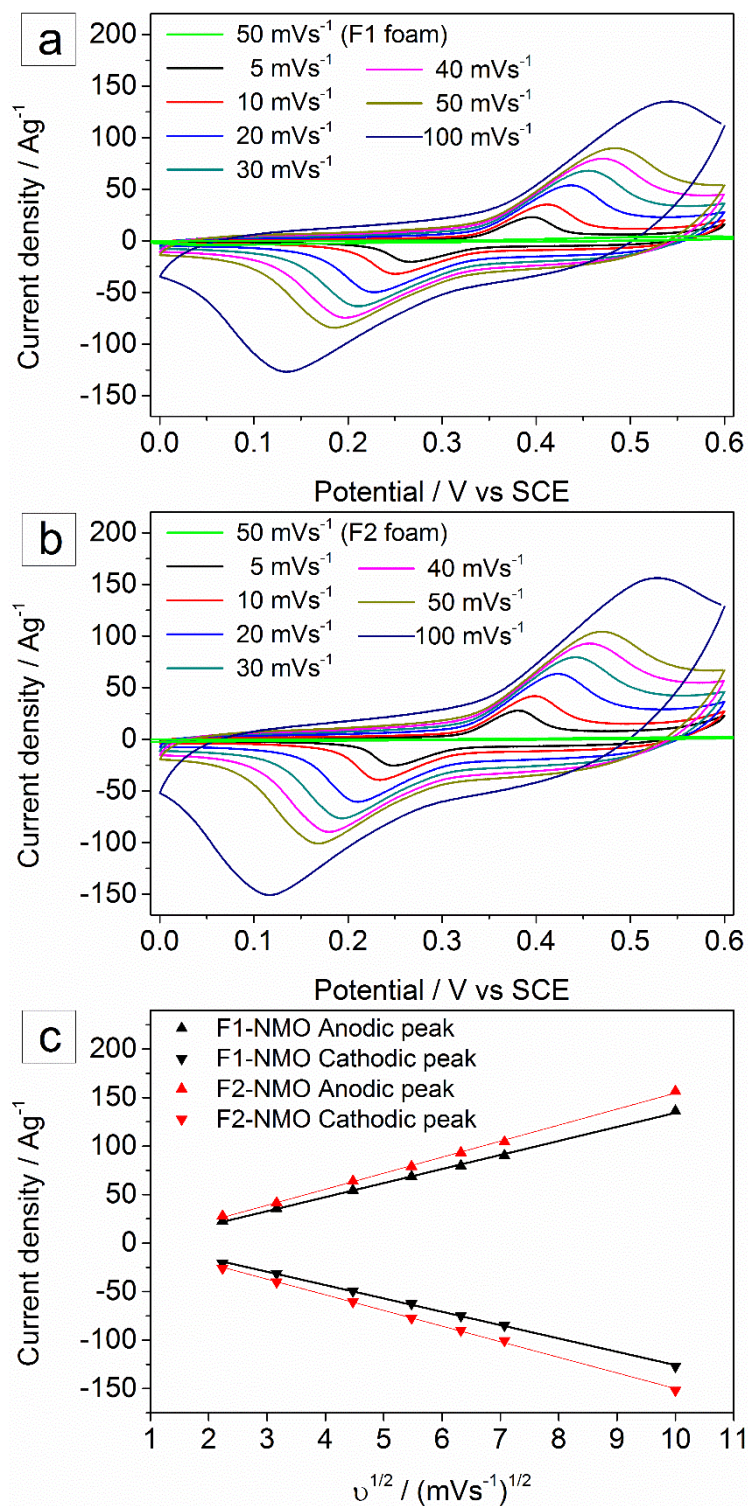 a
50 mVs⁻¹ (F1 foam)
5 mVs⁻¹
10 mVs⁻¹
20 mVs⁻¹
30 mVs⁻¹
40 mVs⁻¹
50 mVs⁻¹
100 mVs⁻¹
200
150
100
50
0
-50
-100
-150
Current density / Ag⁻¹
0.0 0.1 0.2 0.3 0.4 0.5 0.6
Potential / V vs SCE
b
50 mVs⁻¹ (F2 foam)
5 mVs⁻¹
10 mVs⁻¹
20 mVs⁻¹
30 mVs⁻¹
40 mVs⁻¹
50 mVs⁻¹
100 mVs⁻¹
200
150
100
50
0
-50
-100
-150
Current density / Ag⁻¹
0.0 0.1 0.2 0.3 0.4 0.5 0.6
Potential / V vs SCE
c
F1-NMO Anodic peak
F1-NMO Cathodic peak
F2-NMO Anodic peak
F2-NMO Cathodic peak
200
150
100
50
0
-50
-100
-150
Current density / Ag⁻¹
1 2 3 4 5 6 7 8 9 10 11
υ¹ᐟ² / (mVs⁻¹)¹ᐟ²